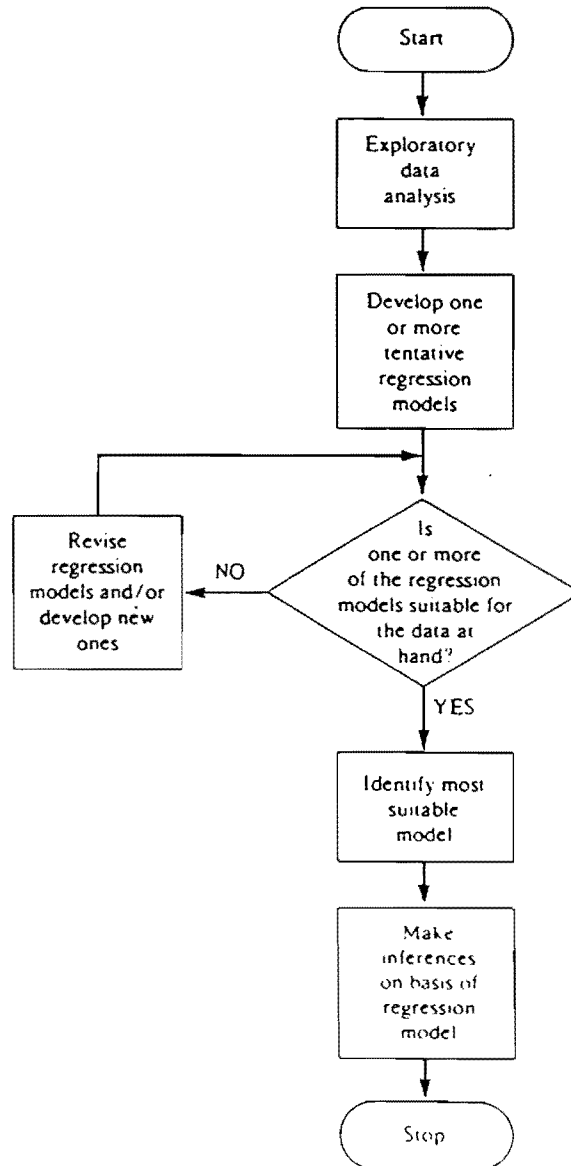 Start
Exploratory
data
analysis
Develop one
or more
tentative
regression
models
Revise
regression
models and/or
develop new
ones
NO
Is
one or more
of the regression
models suitable for
the data at
hand?
YES
Identify most
suitable
model
Make
inferences
on basis of
regression
model
Stop